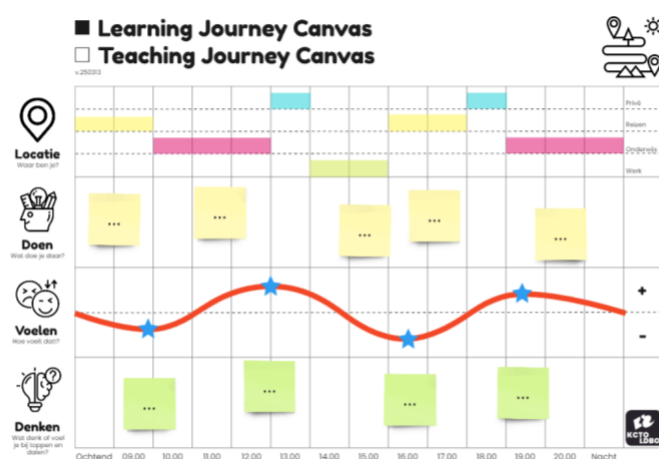 Learning Journey Canvas
Teaching Journey Canvas
v.250313
Privé
Reizen
Onderwijs
Werk
Locatie
Waar ben je?
Doen
Wat doe je daar?
...
...
...
...
...
Voelen
Hoe voelt dat?
+
-
Denken
Wat denk of voel
je bij toppen en
dalen?
...
...
...
...
KCTO
LDBO
Ochtend 09.00 10.00 11.00 12.00 13.00 14.00 15.00 16.00 17.00 18.00 19.00 20.00 Nacht